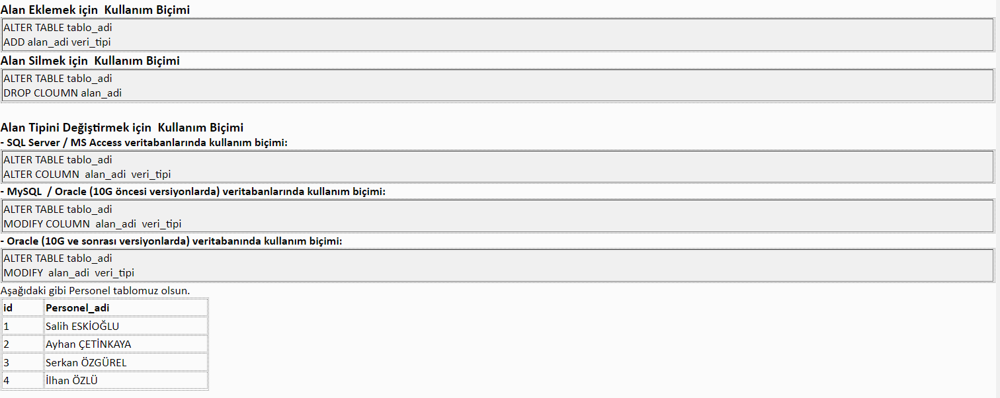 Alan Eklemek için  Kullanım Biçimi
ALTER TABLE tablo_adi
ADD alan_adi veri_tipi
Alan Silmek için  Kullanım Biçimi
ALTER TABLE tablo_adi
DROP CLOUMN alan_adi
Alan Tipini Değiştirmek için  Kullanım Biçimi
- SQL Server / MS Access veritabanlarında kullanım biçimi:
ALTER TABLE tablo_adi
ALTER COLUMN  alan_adi  veri_tipi
- MySQL  / Oracle (10G öncesi versiyonlarda) veritabanlarında kullanım biçimi:
ALTER TABLE tablo_adi
MODIFY COLUMN  alan_adi  veri_tipi
- Oracle (10G ve sonrası versiyonlarda) veritabanında kullanım biçimi:
ALTER TABLE tablo_adi
MODIFY  alan_adi  veri_tipi
Aşağıdaki gibi Personel tablomuz olsun.
id Personel_adi
1 Salih ESKİOĞLU
2 Ayhan ÇETİNKAYA
3 Serkan ÖZGÜREL
4 İlhan ÖZLÜ